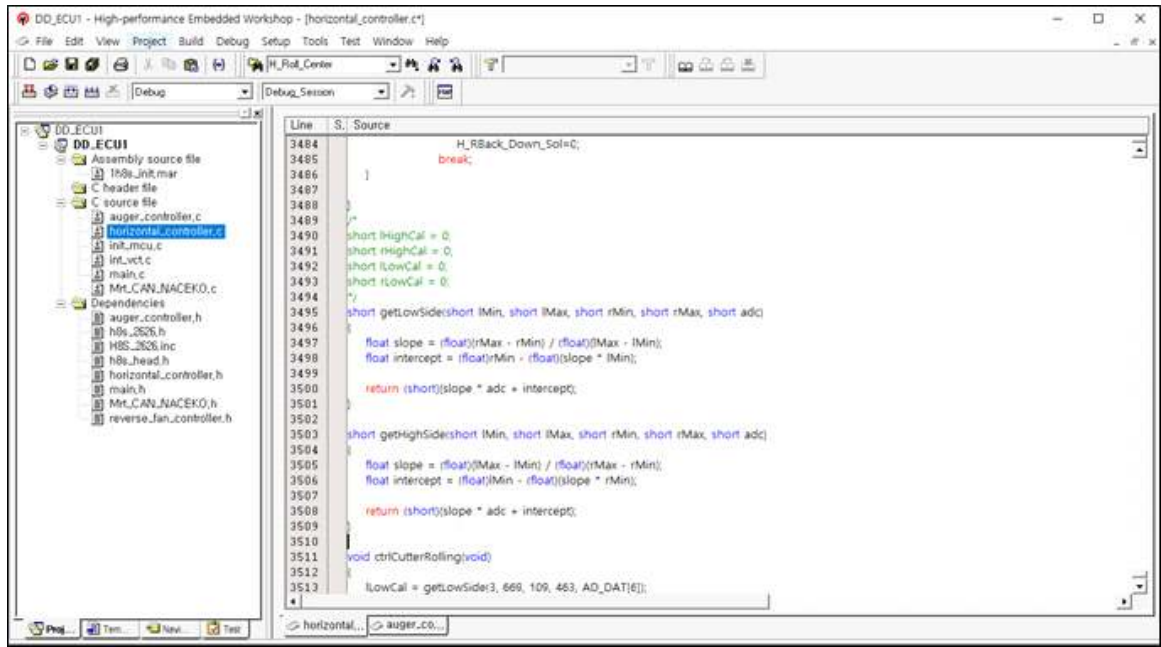 DD_ECU1 - High-performance Embedded Workshop - [horizontal_controller.c*]
File Edit View Project Build Debug Setup Tools Test Window Help
H_Roll_Center
Debug Debug_Session
DD_ECU1
DD_ECU1
Assembly source file
1h8s_init.mar
C header file
C source file
auger_controller.c
horizontal_controller.c
init_mcu.c
int_vct.c
main.c
Mrt_CAN_NACEKO.c
Dependencies
auger_controller.h
h8s_2626.h
H8S_2626.inc
h8s_head.h
horizontal_controller.h
main.h
Mrt_CAN_NACEKO.h
reverse_fan_controller.h
Proj... Tem... Navi... Test
Line S. Source
3484 H_RBack_Down_Sol=0;
3485 break;
3486 }
3487
3488 }
3489 /*
3490 short lHighCal = 0;
3491 short rHighCal = 0;
3492 short lLowCal = 0;
3493 short rLowCal = 0;
3494 */
3495 short getLowSide(short lMin, short lMax, short rMin, short rMax, short adc)
3496 {
3497 float slope = (float)(rMax - rMin) / (float)(lMax - lMin);
3498 float intercept = (float)rMin - (float)(slope * lMin);
3499
3500 return (short)(slope * adc + intercept);
3501 }
3502
3503 short getHighSide(short lMin, short lMax, short rMin, short rMax, short adc)
3504 {
3505 float slope = (float)(lMax - lMin) / (float)(rMax - rMin);
3506 float intercept = (float)lMin - (float)(slope * rMin);
3507
3508 return (short)(slope * adc + intercept);
3509 }
3510
3511 void ctrlCutterRolling(void)
3512 {
3513 lLowCal = getLowSide(3, 669, 109, 463, AD_DAT[6]);
horizontal... auger_co...